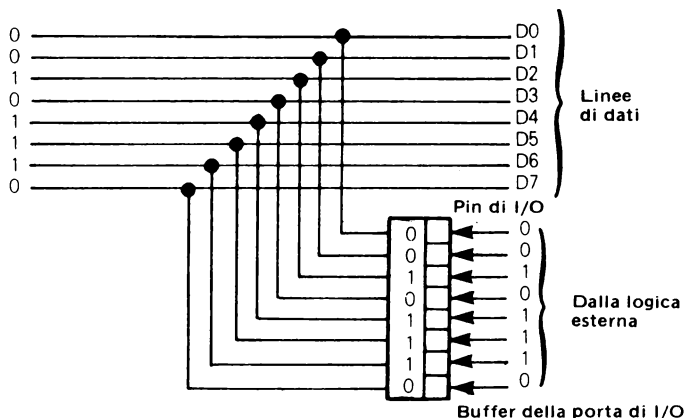 0 D0
0 D1
1 D2
0 D3
1 D4
1 D5
1 D6
0 D7
Linee
di dati
Pin di I/O
0 0
0 0
1 1
0 0
1 1
1 1
1 1
0 0
Dalla logica
esterna
Buffer della porta di I/O